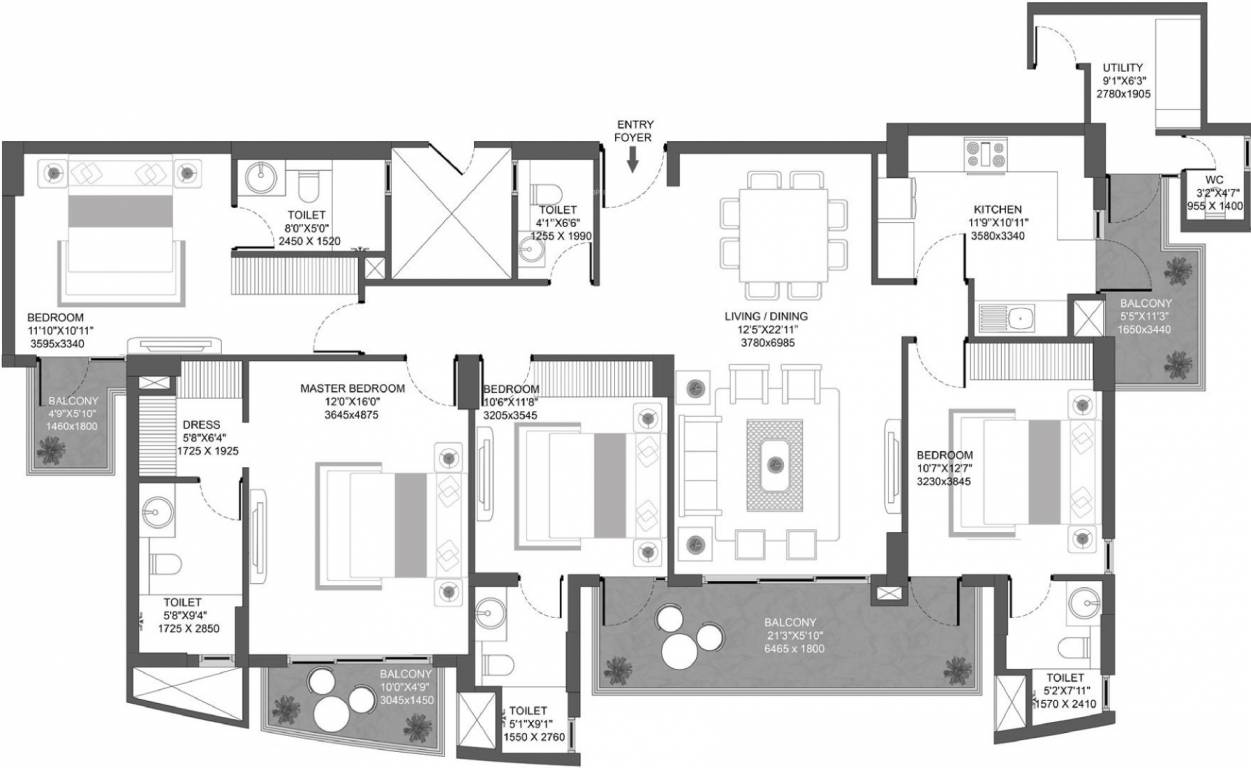 UTILITY
9'1"X6'3"
2780x1905
ENTRY
FOYER
WC
3'2"X4'7"
955 X 1400
TOILET
8'0"X5'0"
2450 X 1520
TOILET
4'1"X6'6"
1255 X 1990
KITCHEN
11'9"X10'11"
3580x3340
BEDROOM
11'10"X10'11"
3595x3340
LIVING / DINING
12'5"X22'11"
3780x6985
BALCONY
5'5"X11'3"
1650x3440
BALCONY
4'9"X5'10"
1460x1800
DRESS
5'8"X6'4"
1725 X 1925
MASTER BEDROOM
12'0"X16'0"
3645x4875
BEDROOM
10'6"X11'8"
3205x3545
BEDROOM
10'7"X12'7"
3230x3845
TOILET
5'8"X9'4"
1725 X 2850
BALCONY
10'0"X4'9"
3045x1450
TOILET
5'1"X9'1"
1550 X 2760
BALCONY
21'3"X5'10"
6465 x 1800
TOILET
5'2"X7'11"
1570 X 2410